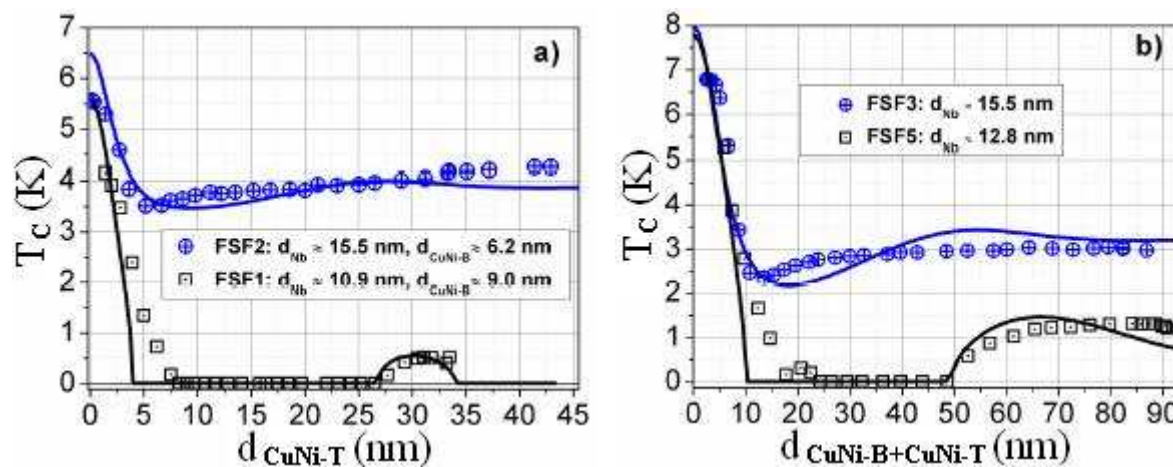 a)
7
6
5
4
3
2
1
0
T_C (K)
FSF2: d_Nb ≈ 15.5 nm, d_CuNi-B ≈ 6.2 nm
FSF1: d_Nb ≈ 10.9 nm, d_CuNi-B ≈ 9.0 nm
0 5 10 15 20 25 30 35 40 45
d_CuNi-T (nm)
b)
8
7
6
5
4
3
2
1
0
T_C (K)
FSF3: d_Nb ~ 15.5 nm
FSF5: d_Nb ~ 12.8 nm
0 10 20 30 40 50 60 70 80 90
d_CuNi-B+CuNi-T (nm)